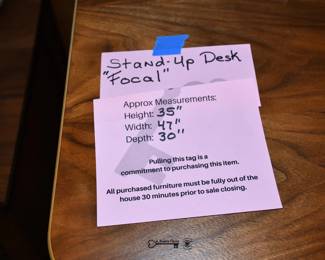 Stand-Up Desk
"Focal"
Approx Measurements:
Height: 35"
Width: 47"
Depth: 30"
Pulling this tag is a
commitment to purchasing this item.
All purchased furniture must be fully out of the
house 30 minutes prior to sale closing.